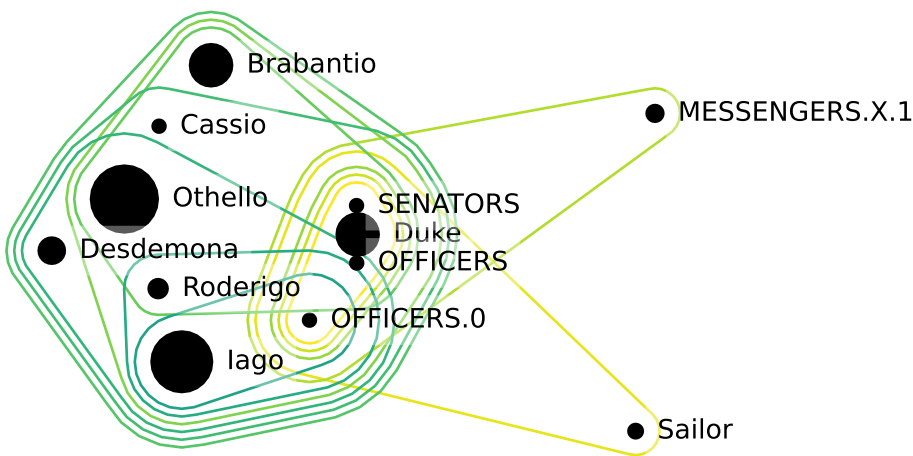 Brabantio
MESSENGERS.X.1
Cassio
Othello
SENATORS
Duke
Desdemona
OFFICERS
Roderigo
OFFICERS.0
Iago
Sailor